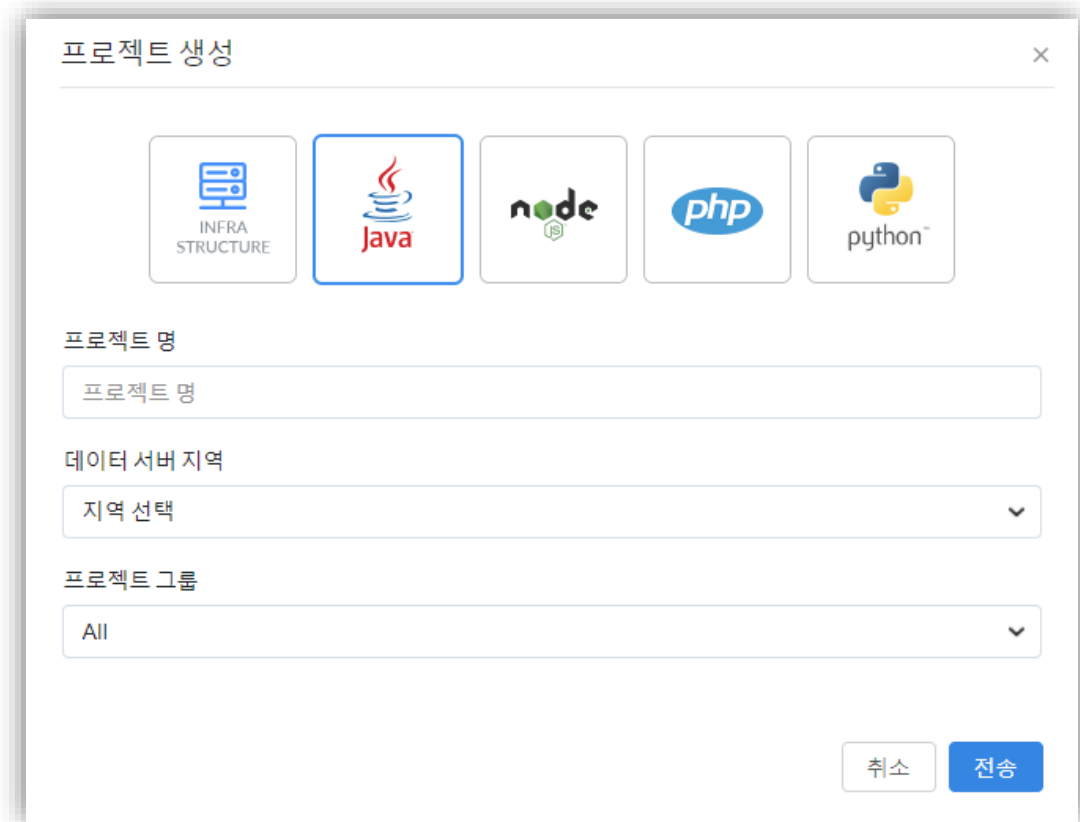 프로젝트 생성
INFRA
STRUCTURE
Java
node
JS
php
python™
프로젝트 명
프로젝트 명
데이터 서버 지역
지역 선택
프로젝트 그룹
All
취소 전송